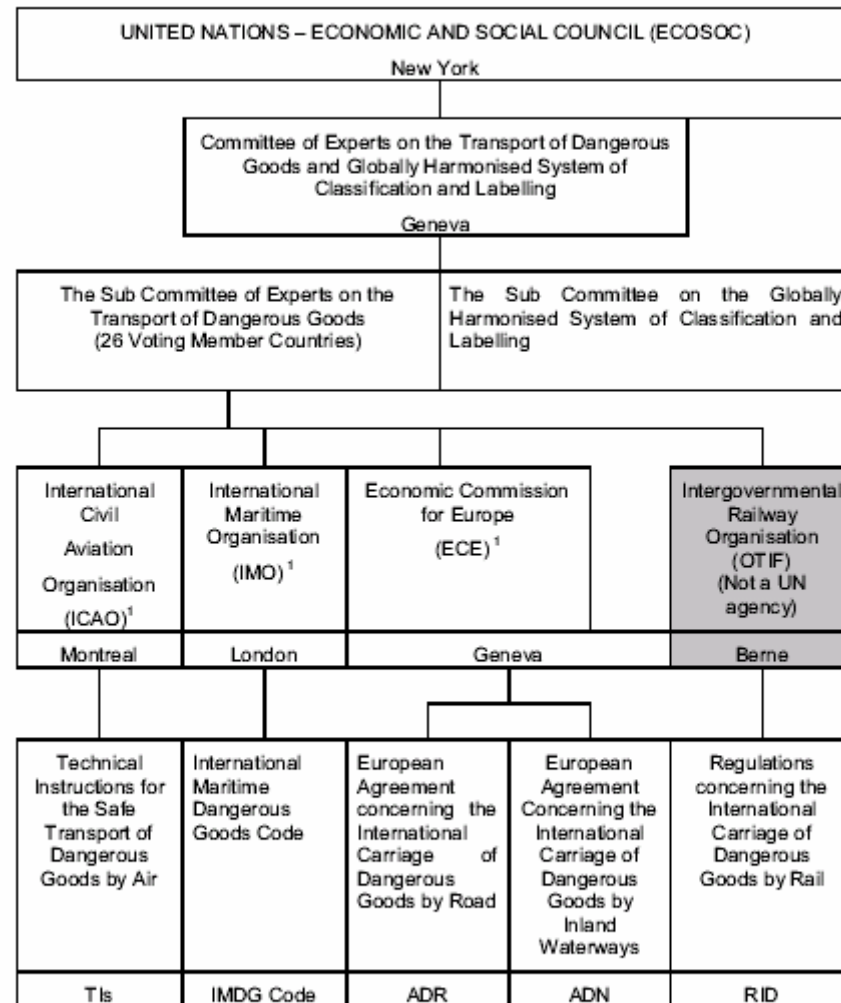 UNITED NATIONS – ECONOMIC AND SOCIAL COUNCIL (ECOSOC)
New York
Committee of Experts on the Transport of Dangerous
Goods and Globally Harmonised System of
Classification and Labelling
Geneva
The Sub Committee of Experts on the
Transport of Dangerous Goods
(26 Voting Member Countries)
The Sub Committee on the Globally
Harmonised System of Classification and
Labelling
International
Civil
Aviation
Organisation
(ICAO)¹
International
Maritime
Organisation
(IMO)¹
Economic Commission
for Europe
(ECE)¹
Intergovernmental
Railway
Organisation
(OTIF)
(Not a UN
agency)
Montreal
London
Geneva
Berne
Technical
Instructions for
the Safe
Transport of
Dangerous
Goods by Air
International
Maritime
Dangerous
Goods Code
European
Agreement
concerning the
International
Carriage of
Dangerous
Goods by Road
European
Agreement
Concerning the
International
Carriage of
Dangerous
Goods by
Inland
Waterways
Regulations
concerning the
International
Carriage of
Dangerous
Goods by Rail
TIs
IMDG Code
ADR
ADN
RID